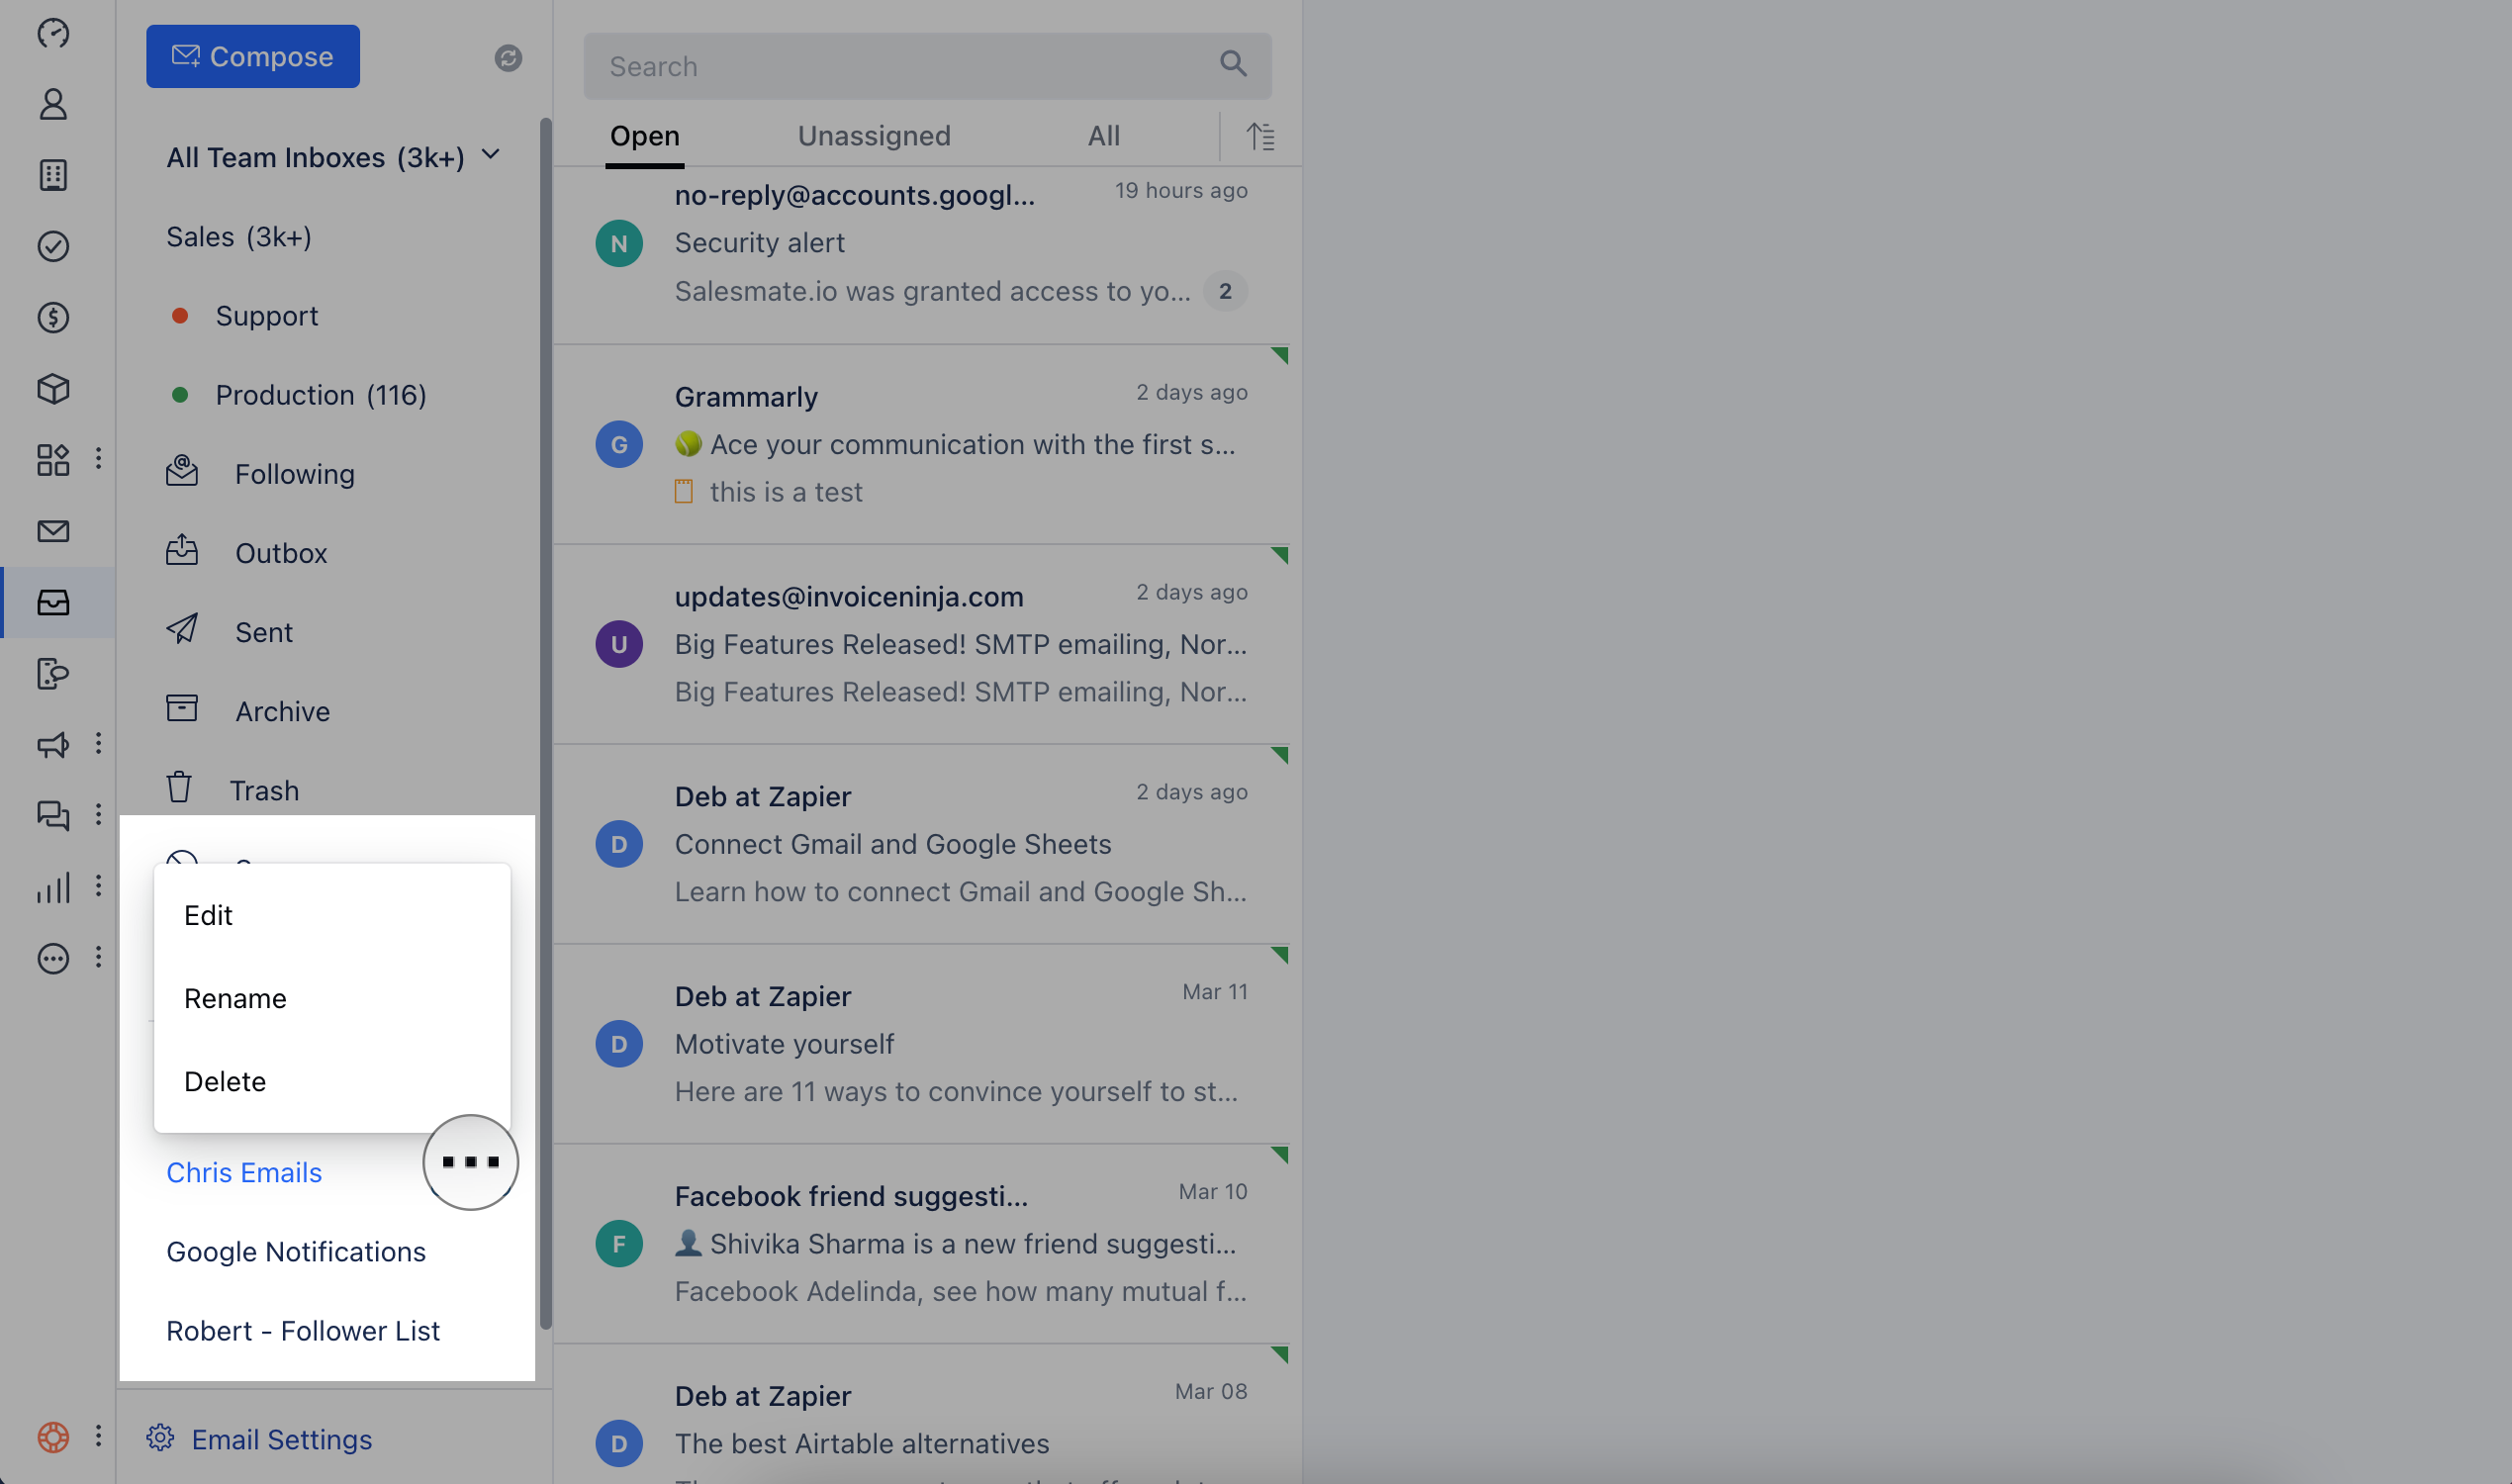 Compose
All Team Inboxes (3k+)
Sales (3k+)
Support
Production (116)
Following
Outbox
Sent
Archive
Trash
Edit
Rename
Delete
Chris Emails
Google Notifications
Robert - Follower List
Email Settings
Search
Open Unassigned All
no-reply@accounts.googl... 19 hours ago
N
Security alert
Salesmate.io was granted access to yo... 2
Grammarly 2 days ago
G
Ace your communication with the first s...
this is a test
updates@invoiceninja.com 2 days ago
U
Big Features Released! SMTP emailing, Nor...
Big Features Released! SMTP emailing, Nor...
Deb at Zapier 2 days ago
D
Connect Gmail and Google Sheets
Learn how to connect Gmail and Google Sh...
Deb at Zapier Mar 11
D
Motivate yourself
Here are 11 ways to convince yourself to st...
Facebook friend suggesti... Mar 10
F
Shivika Sharma is a new friend suggesti...
Facebook Adelinda, see how many mutual f...
Deb at Zapier Mar 08
D
The best Airtable alternatives